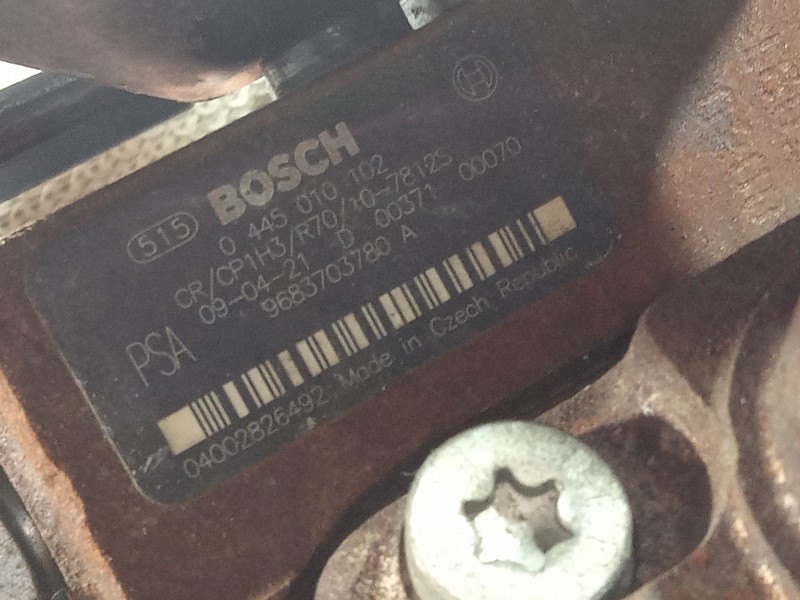 515 BOSCH
0 445 010 102
CR/CP1H3/R70/10-78125
09-04-21 D 00371 00070
9683703780 A
PSA
04002826492 Made in Czech Republic